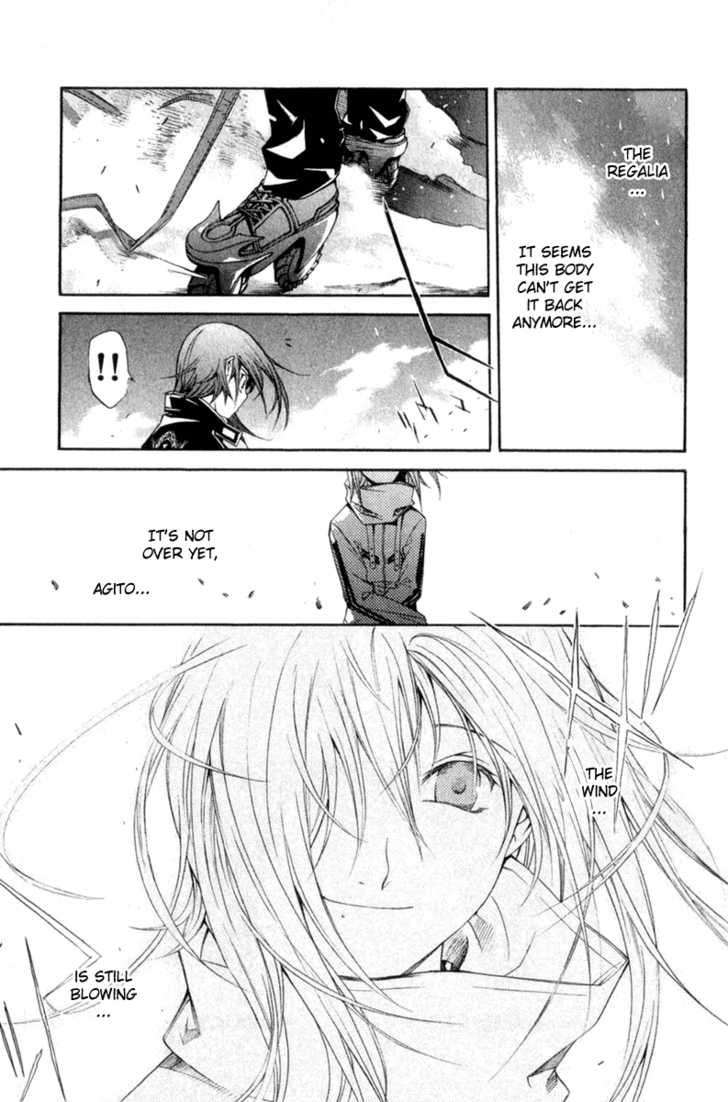 THE
REGALIA
...
IT SEEMS
THIS BODY
CAN'T GET
IT BACK
ANYMORE...
!!
IT'S NOT
OVER YET,
AGITO...
THE
WIND
...
IS STILL
BLOWING